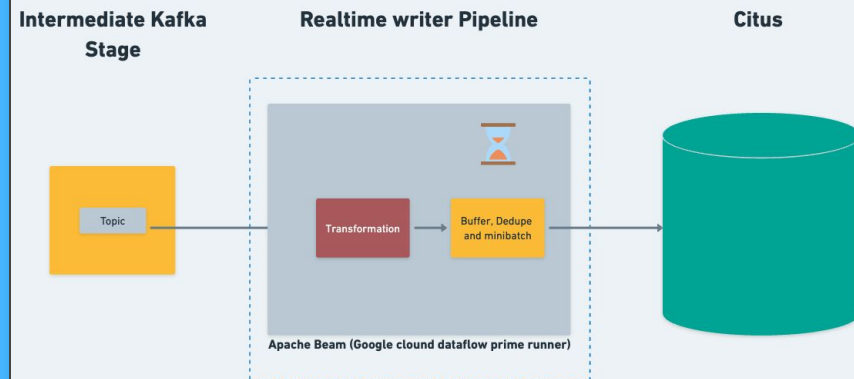 Intermediate Kafka
Stage
Realtime writer Pipeline
Citus
Topic
Transformation
Buffer, Dedupe
and minibatch
Apache Beam (Google clound dataflow prime runner)